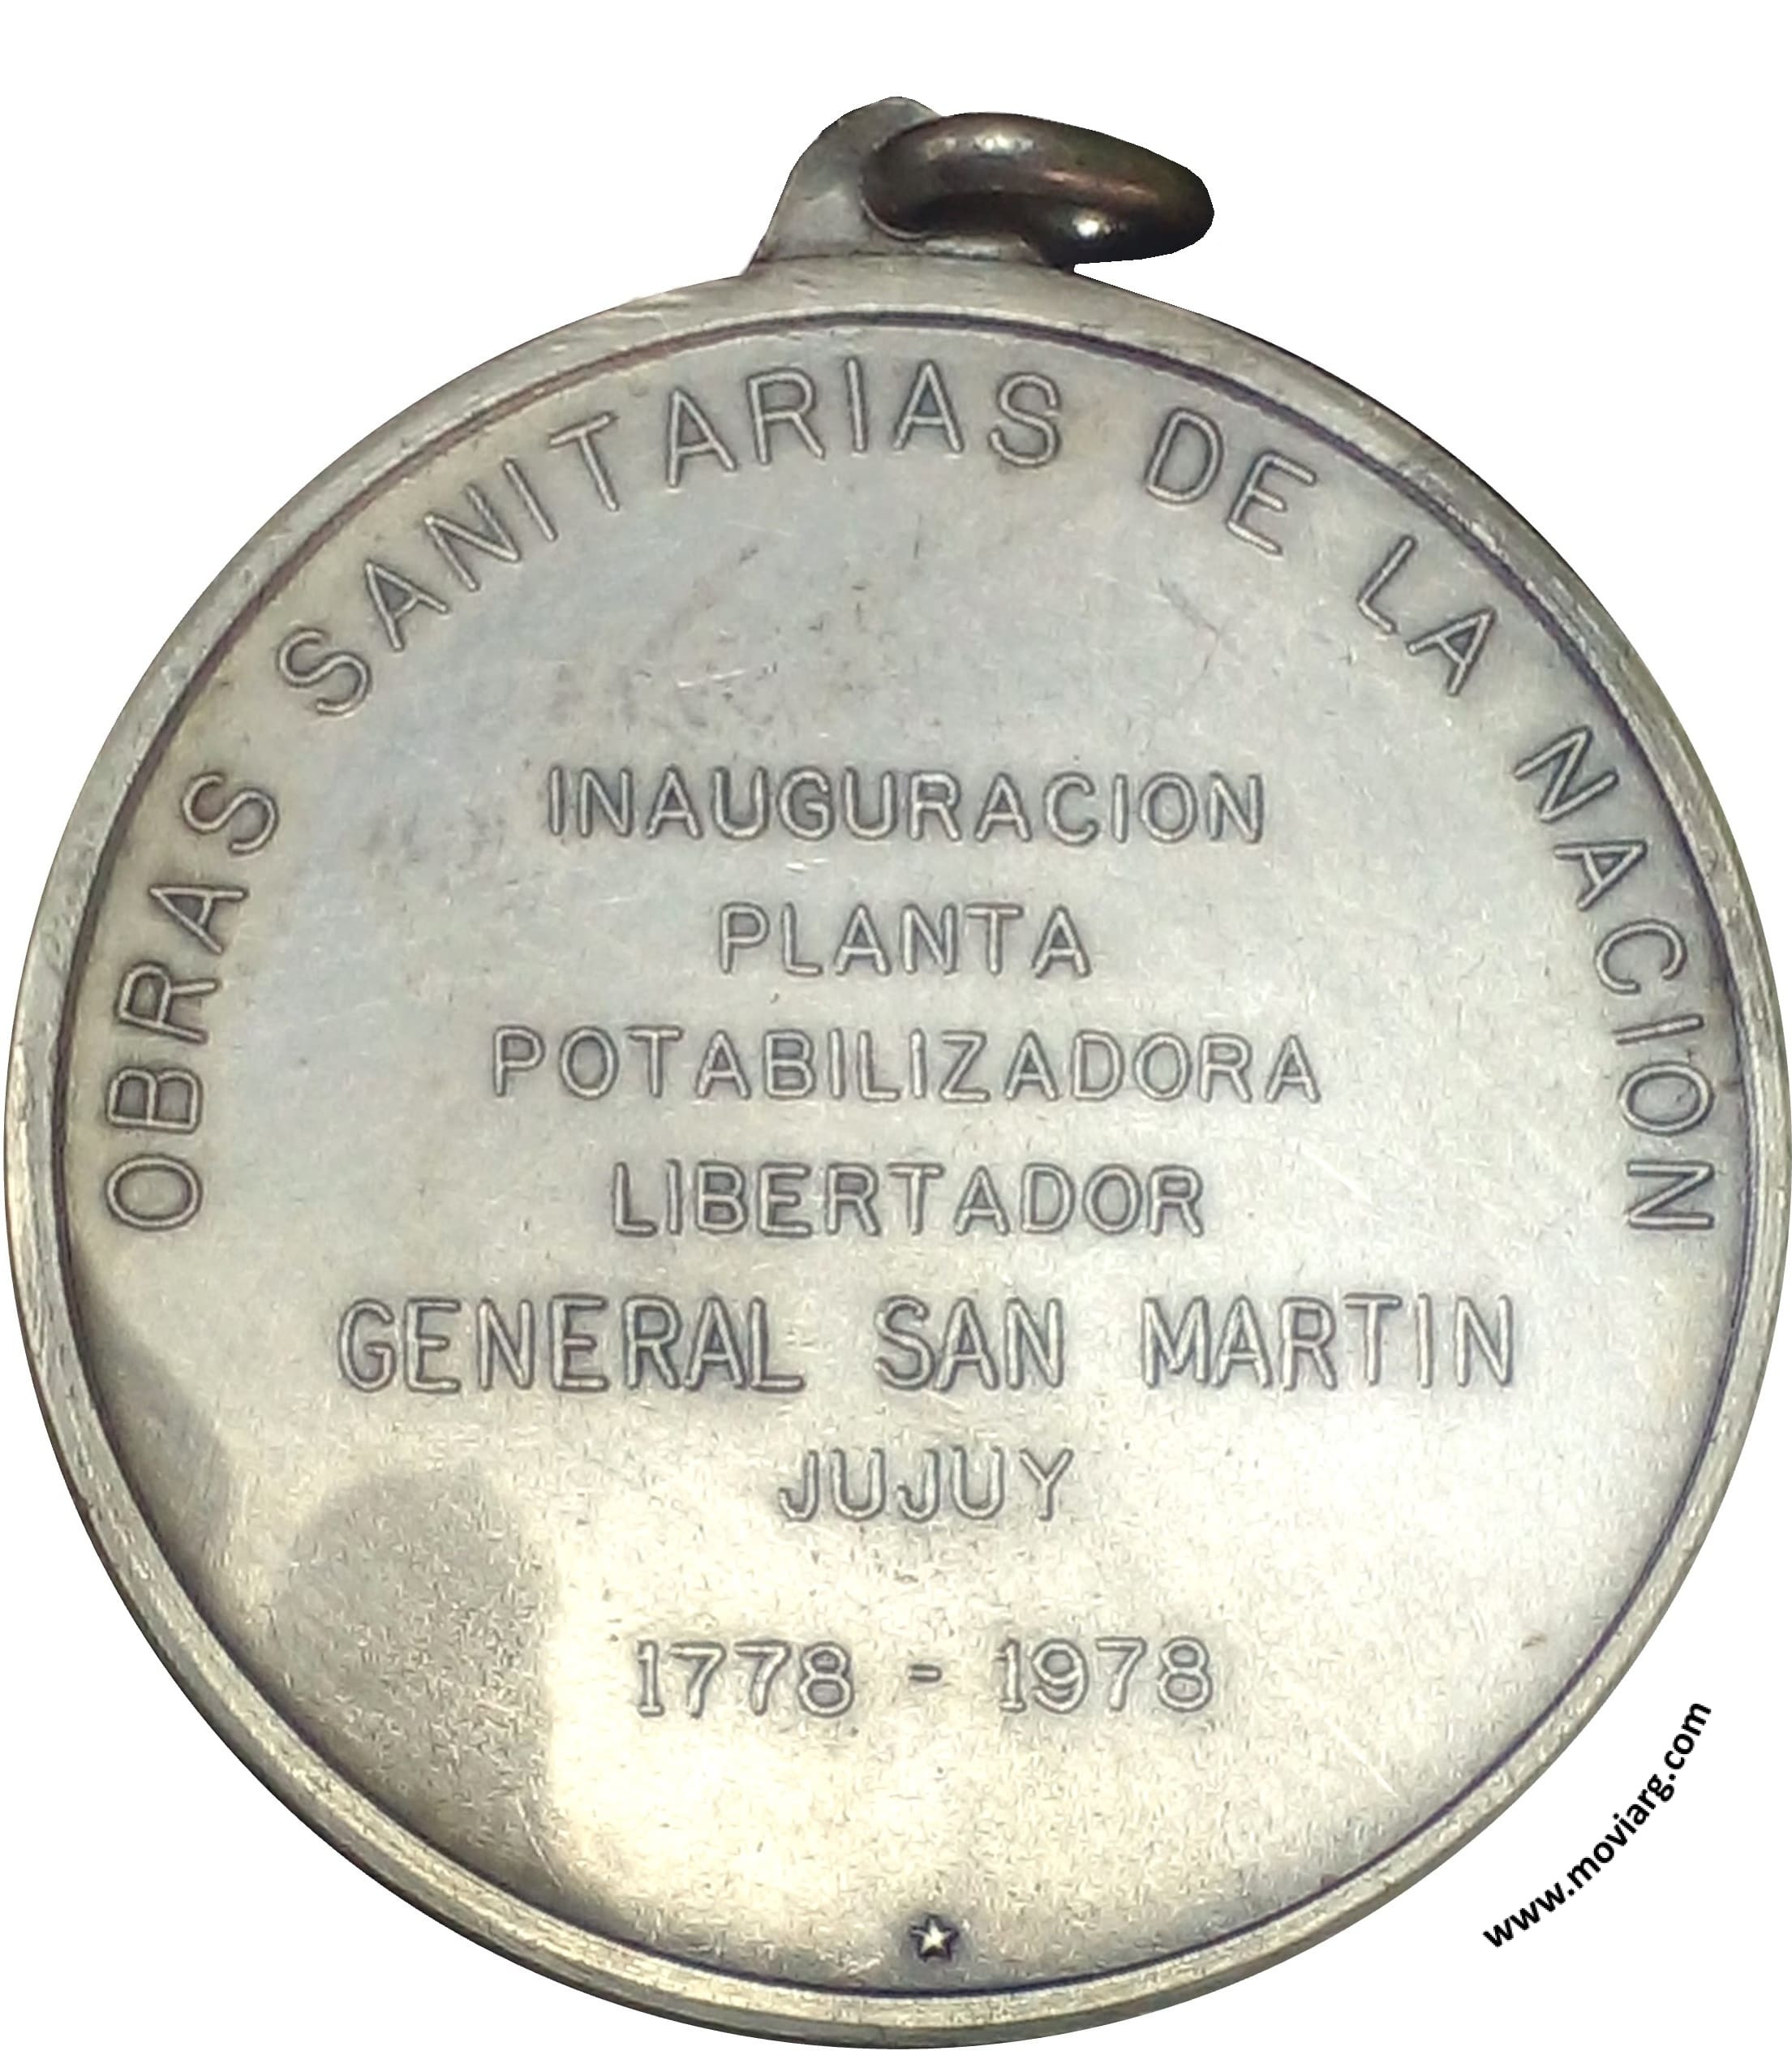 OBRAS SANITARIAS DE LA NACION
INAUGURACION
PLANTA
POTABILIZADORA
LIBERTADOR
GENERAL SAN MARTIN
JUJUY
1778 - 1978
www.moviarg.com